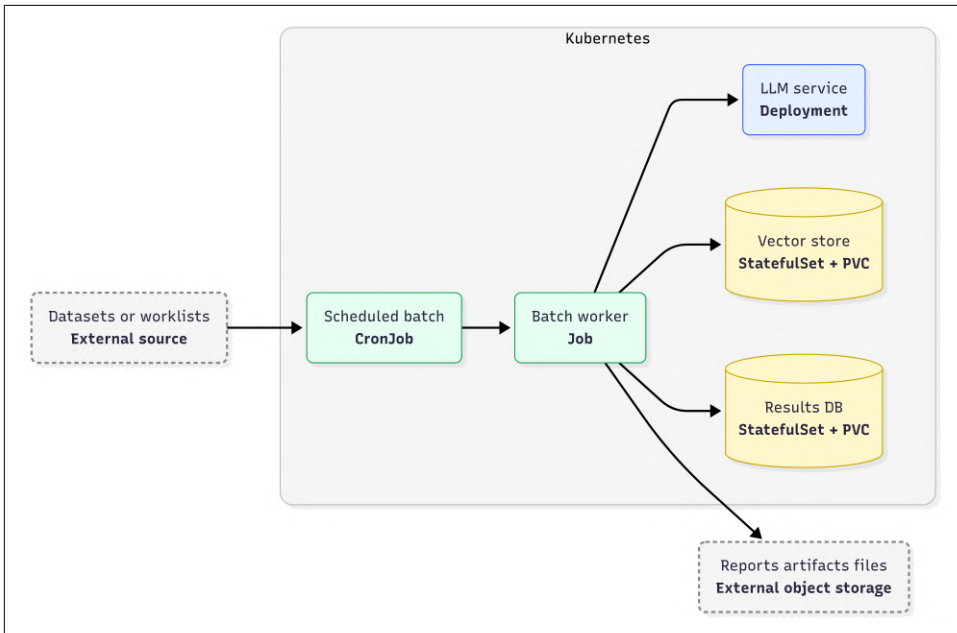 Kubernetes
LLM service
Deployment
Vector store
StatefulSet + PVC
Datasets or worklists
External source
Scheduled batch
CronJob
Batch worker
Job
Results DB
StatefulSet + PVC
Reports artifacts files
External object storage